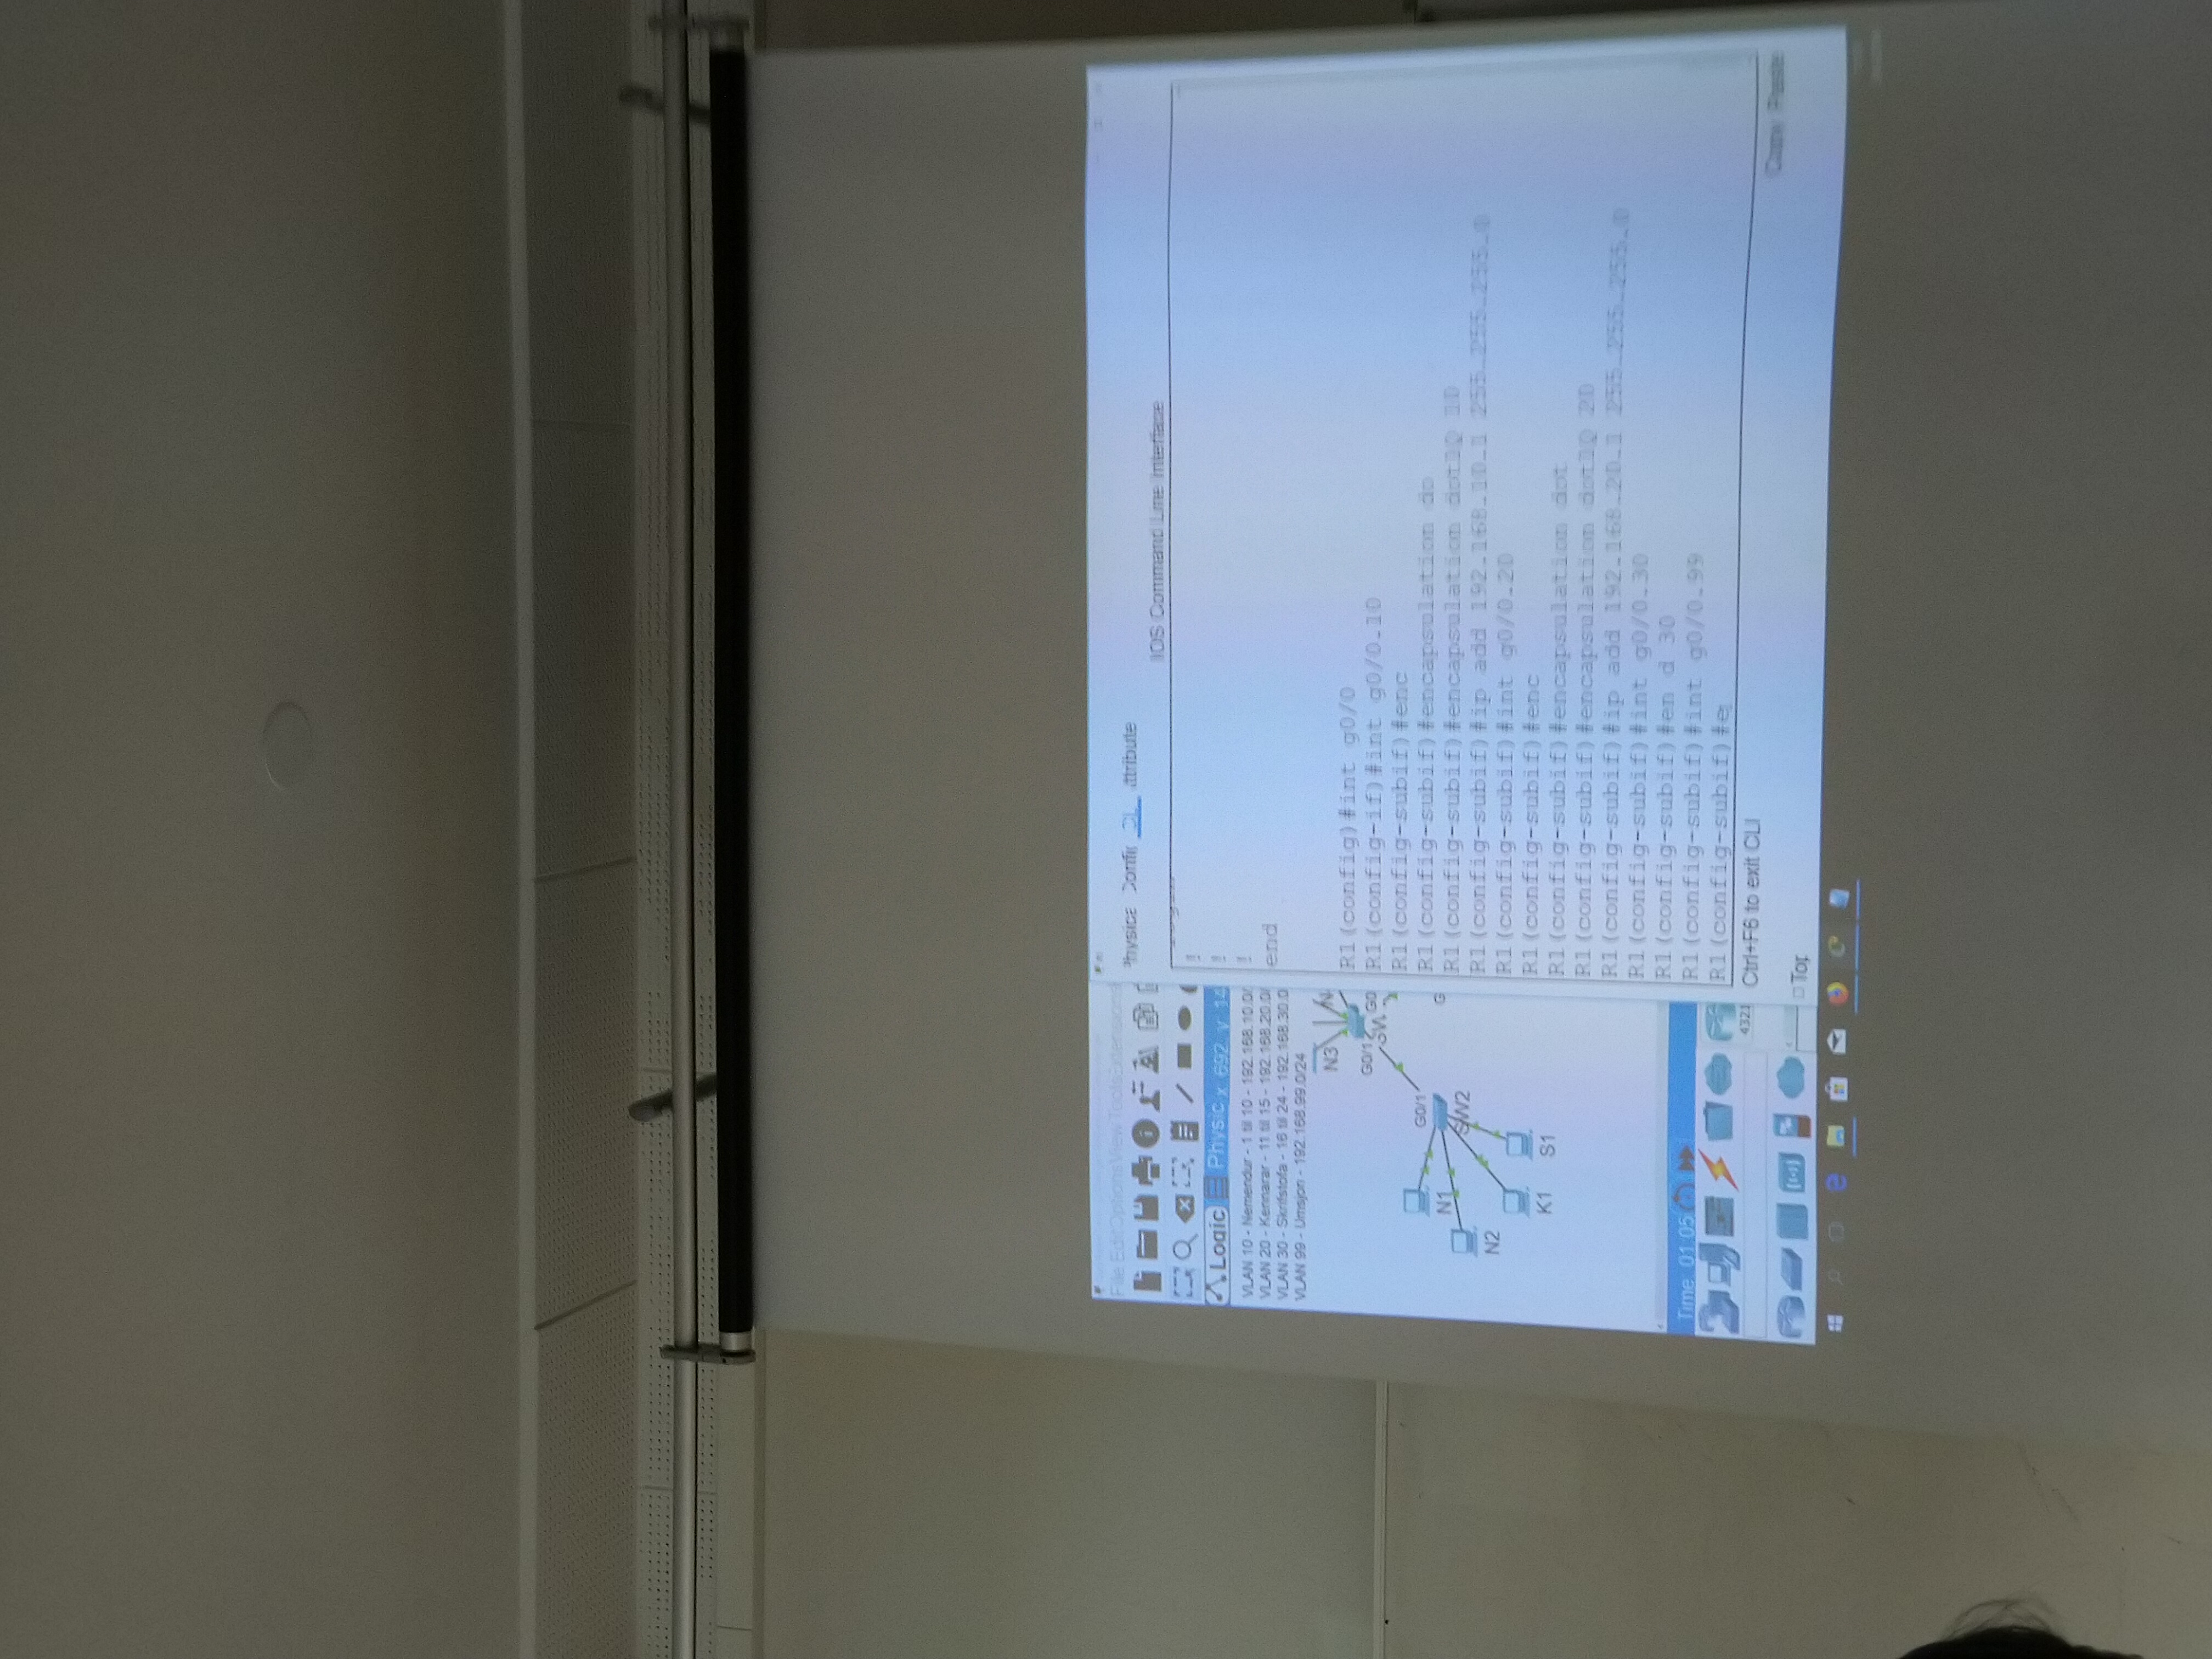 File Edit Options View Tools Extensions
Logic Physic x 692, y 14
VLAN 10 - Nemendur - 1 til 10 - 192.168.10.0/
VLAN 20 - Kennarar - 11 til 15 - 192.168.20.0/
VLAN 30 - Skrifstofa - 16 til 24 - 192.168.30.0
VLAN 99 - Umsjon - 192.168.99.0/24
N3
G0/1 G0
G0/1
N1
SW2
N2
K1 S1
Time 01:05
4321
IOS Command Line Interface
!
!
!
end
R1(config)#int g0/0
R1(config-if)#int g0/0.10
R1(config-subif)#enc
R1(config-subif)#encapsulation do
R1(config-subif)#encapsulation dot1Q 10
R1(config-subif)#ip add 192.168.10.1 255.255.255.0
R1(config-subif)#int g0/0.20
R1(config-subif)#enc
R1(config-subif)#encapsulation dot
R1(config-subif)#encapsulation dot1Q 20
R1(config-subif)#ip add 192.168.20.1 255.255.255.0
R1(config-subif)#int g0/0.30
R1(config-subif)#en d 30
R1(config-subif)#int g0/0.99
R1(config-subif)#e
Ctrl+F6 to exit CLI
Copy Paste
Top